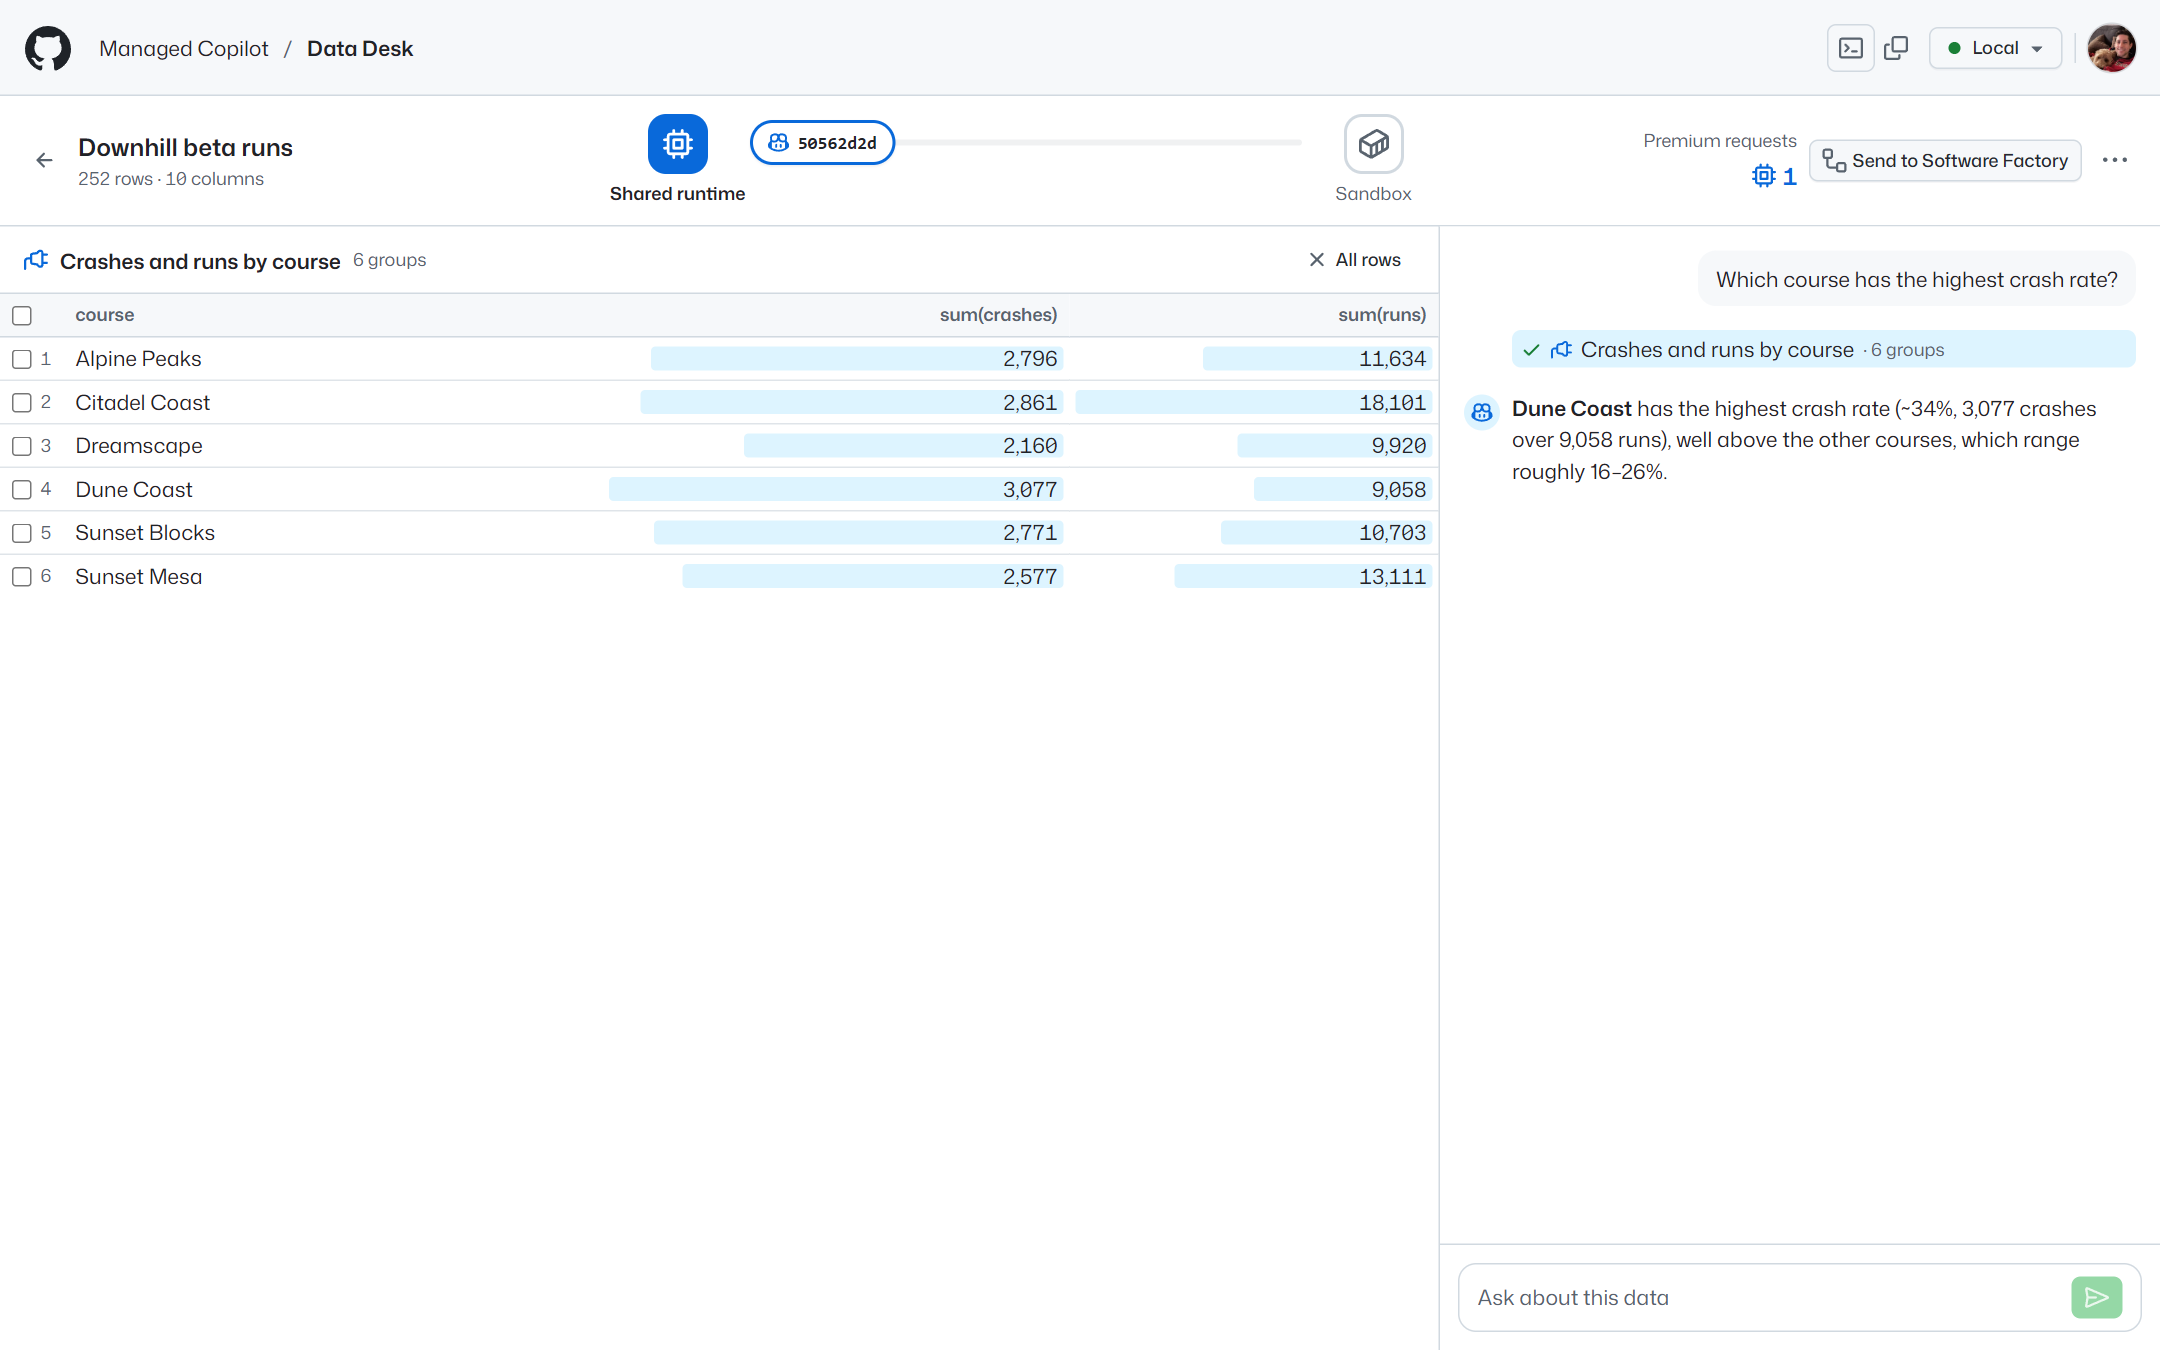 Managed Copilot / Data Desk
Local
Downhill beta runs
252 rows · 10 columns
Shared runtime
50562d2d
Sandbox
Premium requests
1
Send to Software Factory
Crashes and runs by course 6 groups
All rows
course sum(crashes) sum(runs)
1 Alpine Peaks 2,796 11,634
2 Citadel Coast 2,861 18,101
3 Dreamscape 2,160 9,920
4 Dune Coast 3,077 9,058
5 Sunset Blocks 2,771 10,703
6 Sunset Mesa 2,577 13,111
Which course has the highest crash rate?
Crashes and runs by course · 6 groups
Dune Coast has the highest crash rate (~34%, 3,077 crashes
over 9,058 runs), well above the other courses, which range
roughly 16–26%.
Ask about this data